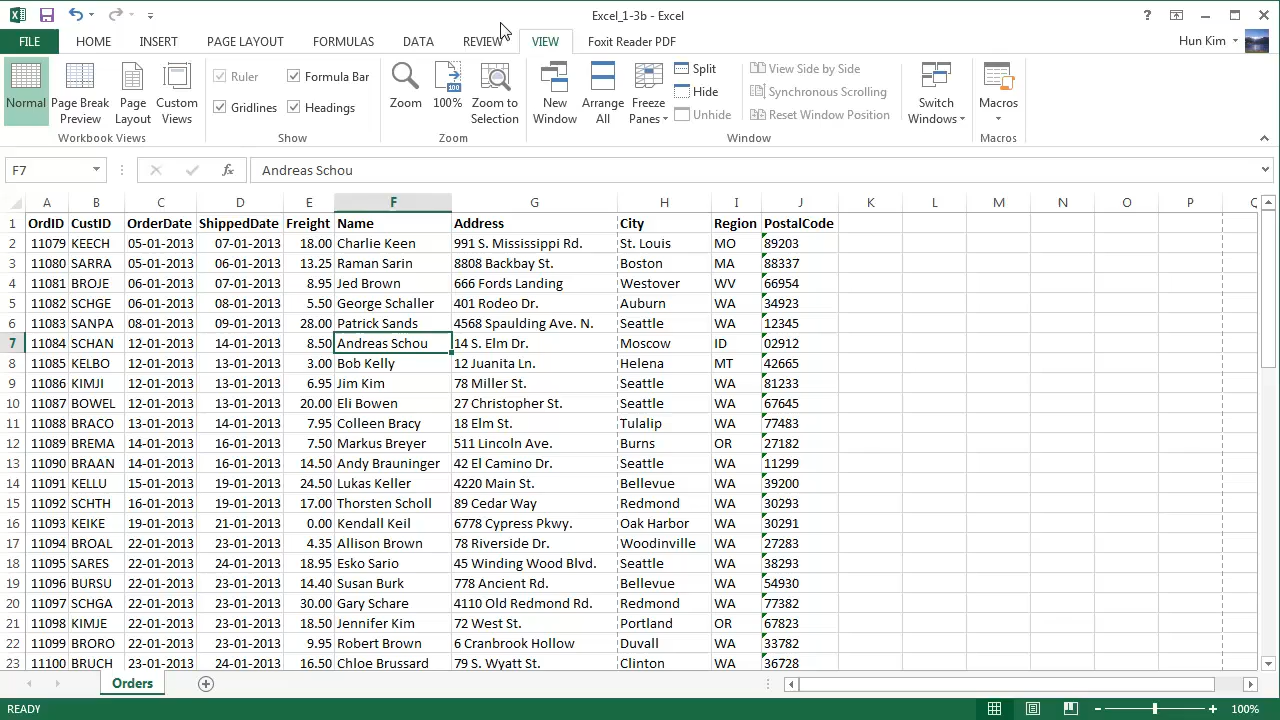 Excel_1-3b - Excel
FILE HOME INSERT PAGE LAYOUT FORMULAS DATA REVIEW VIEW Foxit Reader PDF Hun Kim
Normal Page Break Preview Page Layout Custom Views
Workbook Views
Ruler Formula Bar
Gridlines Headings
Show
Zoom 100% Zoom to Selection
Zoom
New Window Arrange All Freeze Panes
Split
Hide
Unhide
View Side by Side
Synchronous Scrolling
Reset Window Position
Window
Switch Windows
Macros
Macros
F7 fx Andreas Schou
A B C D E F G H I J K L M N O P Q
1 OrdID CustID OrderDate ShippedDate Freight Name Address City Region PostalCode
2 11079 KEECH 05-01-2013 07-01-2013 18.00 Charlie Keen 991 S. Mississippi Rd. St. Louis MO 89203
3 11080 SARRA 05-01-2013 06-01-2013 13.25 Raman Sarin 8808 Backbay St. Boston MA 88337
4 11081 BROJE 06-01-2013 07-01-2013 8.95 Jed Brown 666 Fords Landing Westover WV 66954
5 11082 SCHGE 06-01-2013 08-01-2013 5.50 George Schaller 401 Rodeo Dr. Auburn WA 34923
6 11083 SANPA 08-01-2013 09-01-2013 28.00 Patrick Sands 4568 Spaulding Ave. N. Seattle WA 12345
7 11084 SCHAN 12-01-2013 14-01-2013 8.50 Andreas Schou 14 S. Elm Dr. Moscow ID 02912
8 11085 KELBO 12-01-2013 13-01-2013 3.00 Bob Kelly 12 Juanita Ln. Helena MT 42665
9 11086 KIMJI 12-01-2013 13-01-2013 6.95 Jim Kim 78 Miller St. Seattle WA 81233
10 11087 BOWEL 12-01-2013 13-01-2013 20.00 Eli Bowen 27 Christopher St. Seattle WA 67645
11 11088 BRACO 13-01-2013 14-01-2013 7.95 Colleen Bracy 18 Elm St. Tulalip WA 77483
12 11089 BREMA 14-01-2013 16-01-2013 7.50 Markus Breyer 511 Lincoln Ave. Burns OR 27182
13 11090 BRAAN 14-01-2013 16-01-2013 14.50 Andy Brauninger 42 El Camino Dr. Seattle WA 11299
14 11091 KELLU 15-01-2013 19-01-2013 24.50 Lukas Keller 4220 Main St. Bellevue WA 39200
15 11092 SCHTH 16-01-2013 19-01-2013 17.00 Thorsten Scholl 89 Cedar Way Redmond WA 30293
16 11093 KEIKE 19-01-2013 21-01-2013 0.00 Kendall Keil 6778 Cypress Pkwy. Oak Harbor WA 30291
17 11094 BROAL 22-01-2013 23-01-2013 4.35 Allison Brown 78 Riverside Dr. Woodinville WA 27283
18 11095 SARES 22-01-2013 24-01-2013 18.95 Esko Sario 45 Winding Wood Blvd. Seattle WA 38293
19 11096 BURSU 22-01-2013 23-01-2013 14.40 Susan Burk 778 Ancient Rd. Bellevue WA 54930
20 11097 SCHGA 22-01-2013 23-01-2013 30.00 Gary Schare 4110 Old Redmond Rd. Redmond WA 77382
21 11098 KIMJE 22-01-2013 23-01-2013 18.50 Jennifer Kim 72 West St. Portland OR 67823
22 11099 BRORO 22-01-2013 23-01-2013 9.95 Robert Brown 6 Cranbrook Hollow Duvall WA 33782
23 11100 BRUCH 23-01-2013 24-01-2013 16.50 Chloe Brussard 79 S. Wyatt St. Clinton WA 36728
Orders
READY 100%